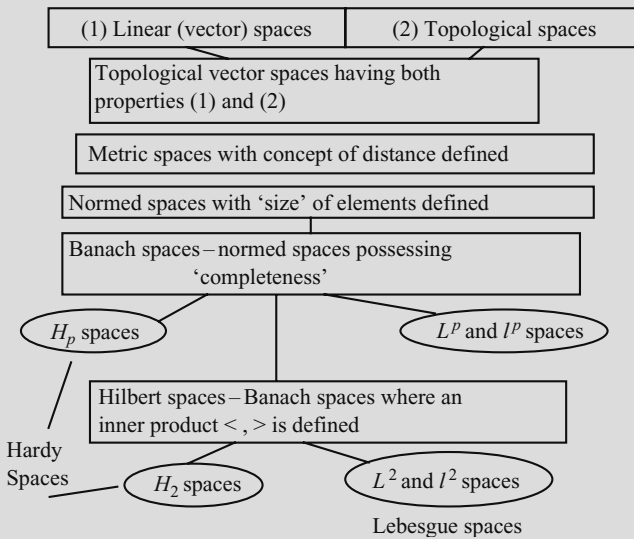 (1) Linear (vector) spaces
(2) Topological spaces
Topological vector spaces having both
properties (1) and (2)
Metric spaces with concept of distance defined
Normed spaces with ‘size’ of elements defined
Banach spaces – normed spaces possessing
‘completeness’
H_p spaces
L^p and l^p spaces
Hilbert spaces – Banach spaces where an
inner product < , > is defined
Hardy
Spaces
H_2 spaces
L^2 and l^2 spaces
Lebesgue spaces